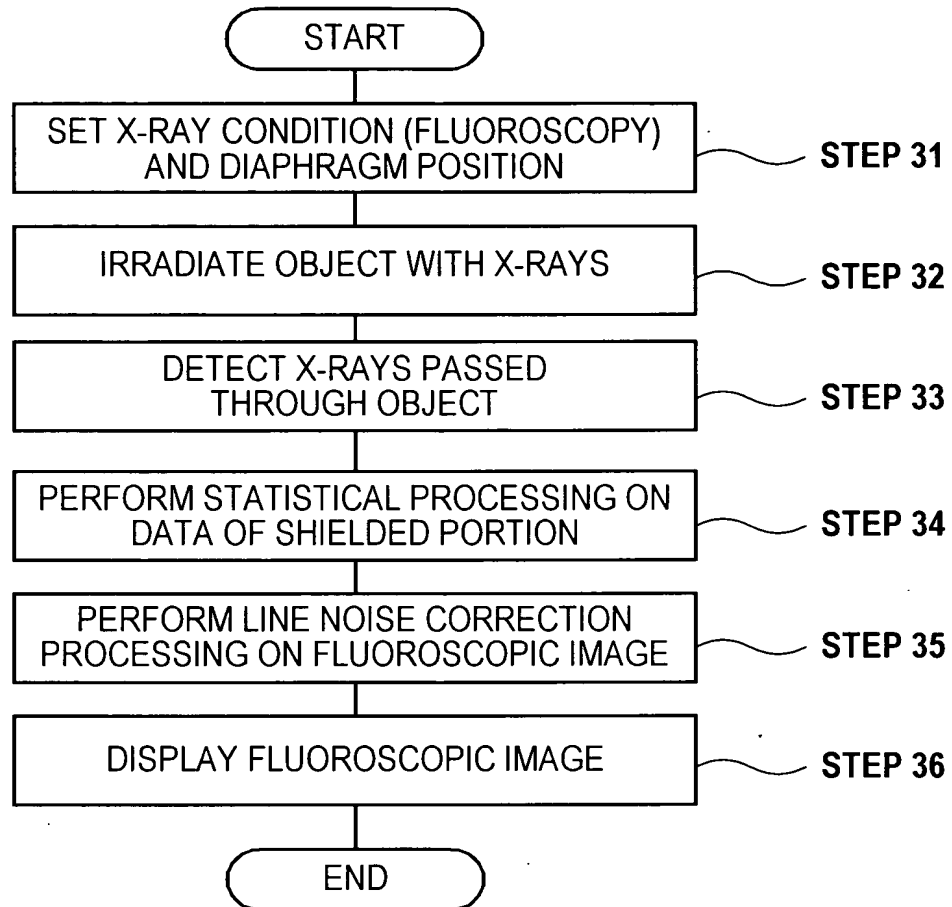 START
SET X-RAY CONDITION (FLUOROSCOPY)
AND DIAPHRAGM POSITION
STEP 31
IRRADIATE OBJECT WITH X-RAYS
STEP 32
DETECT X-RAYS PASSED
THROUGH OBJECT
STEP 33
PERFORM STATISTICAL PROCESSING ON
DATA OF SHIELDED PORTION
STEP 34
PERFORM LINE NOISE CORRECTION
PROCESSING ON FLUOROSCOPIC IMAGE
STEP 35
DISPLAY FLUOROSCOPIC IMAGE
STEP 36
END